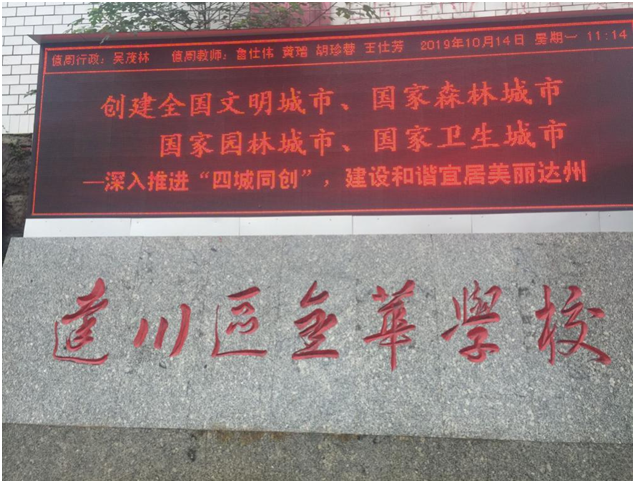 值周行政：吴茂林 值周教师：鲁仕伟 黄瑨 胡珍蓉 王仕芳 2019年10月14日 星期一 11:14
创建全国文明城市、国家森林城市
国家园林城市、国家卫生城市
—深入推进“四城同创”，建设和谐宜居美丽达州
達川区金華學校